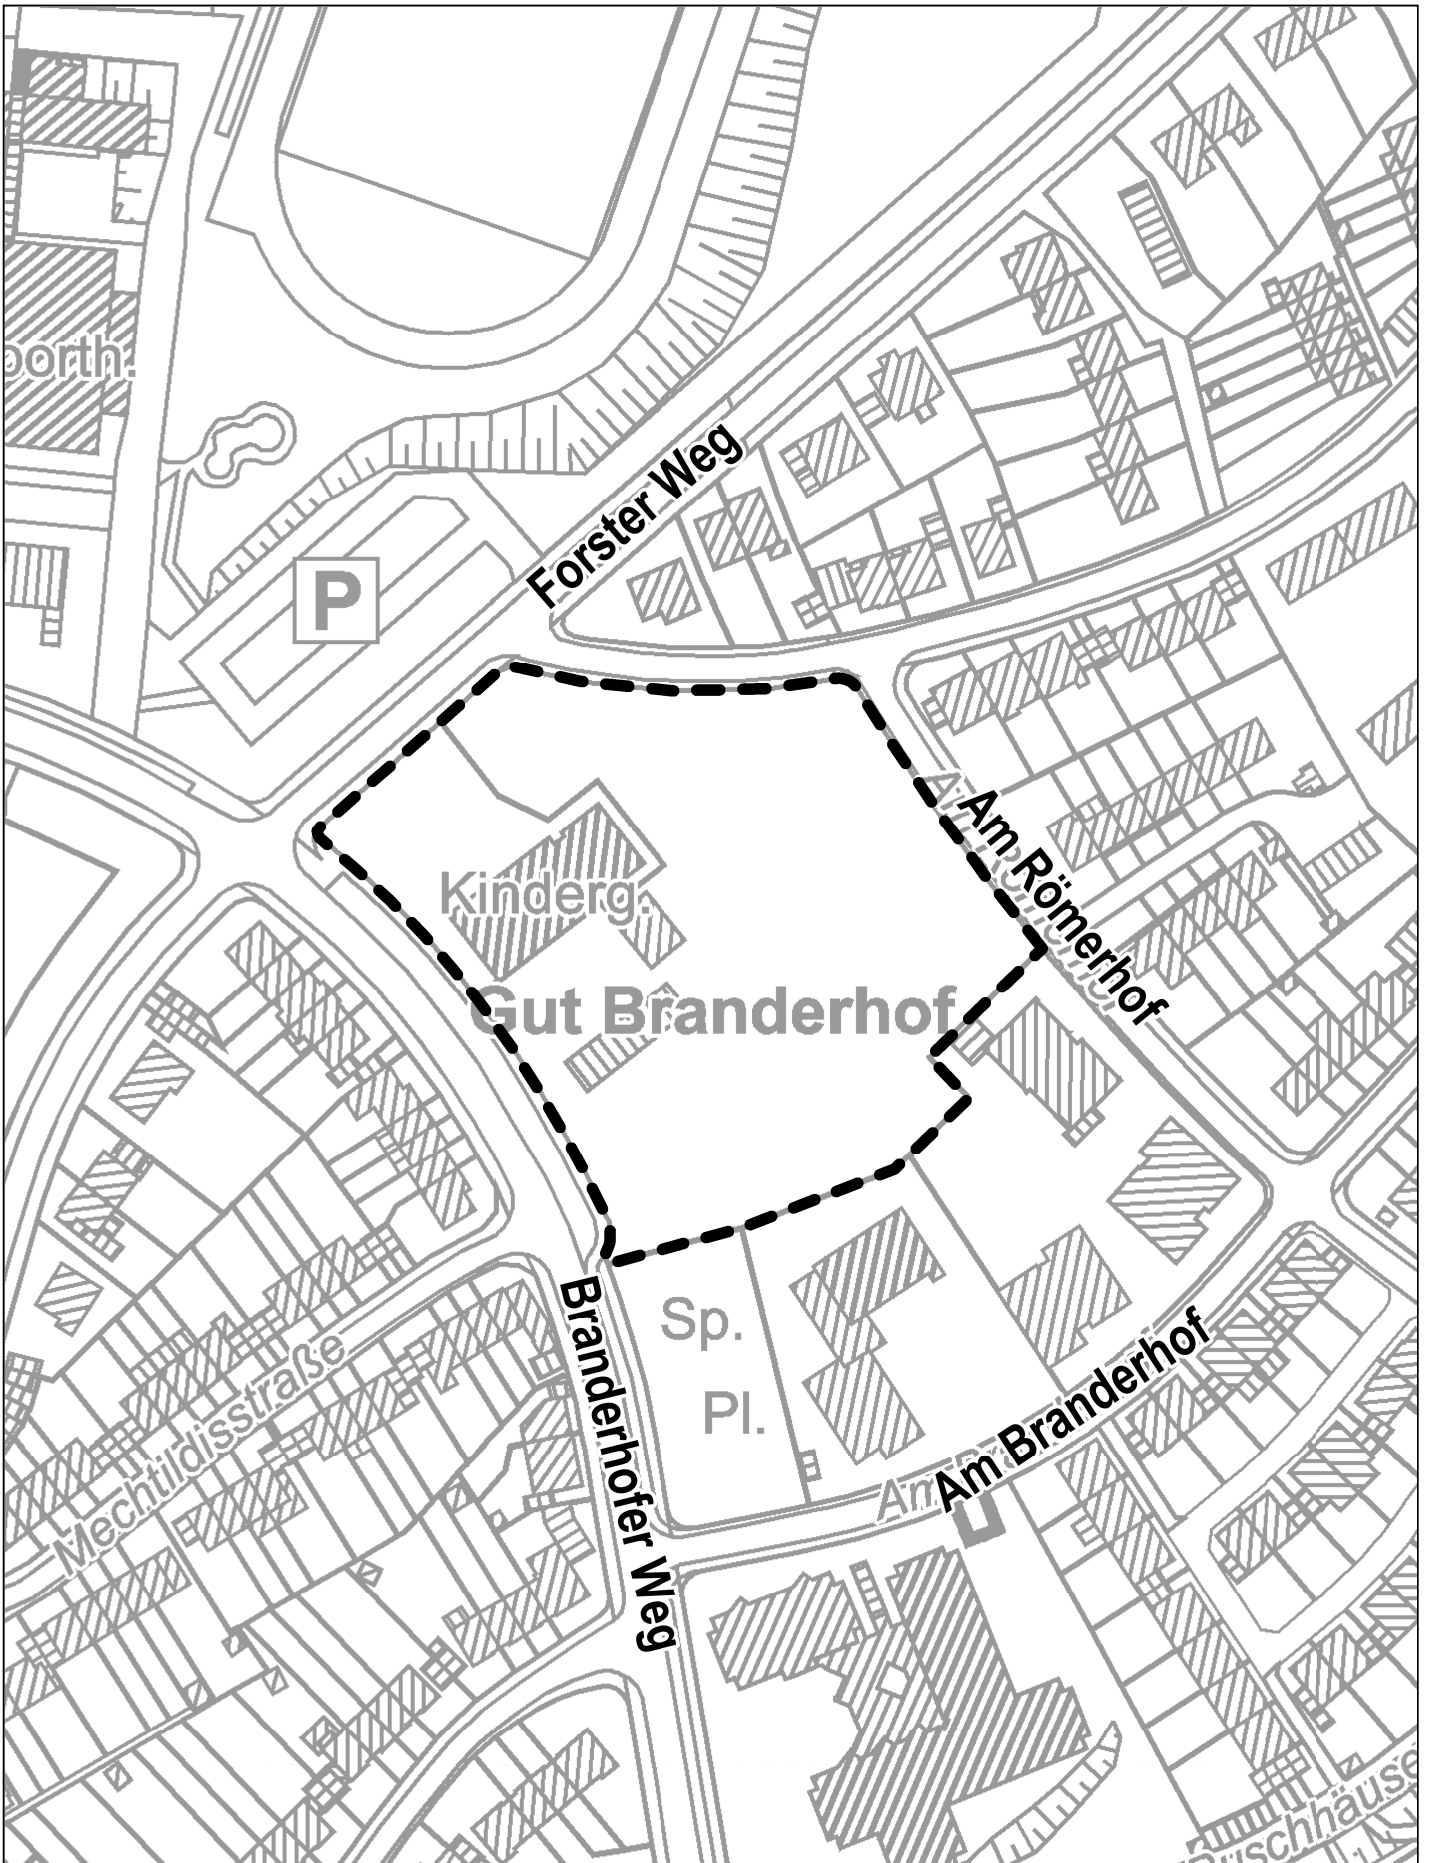 porth.
Forster Weg
P
Am Römerhof
Kinderg.
Gut Branderhof
Sp.
Pl.
Branderhofer Weg
Mechtildisstraße
Am Branderhof